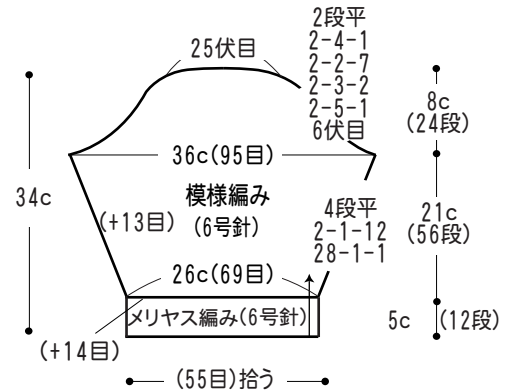 25伏目
2段平
2-4-1
2-2-7
2-3-2
2-5-1
6伏目
8c
(24段)
36c(95目)
34c
模様編み
(6号針)
(+13目)
4段平
2-1-12
28-1-1
21c
(56段)
26c(69目)
メリヤス編み(6号針)
5c (12段)
(+14目)
(55目)拾う